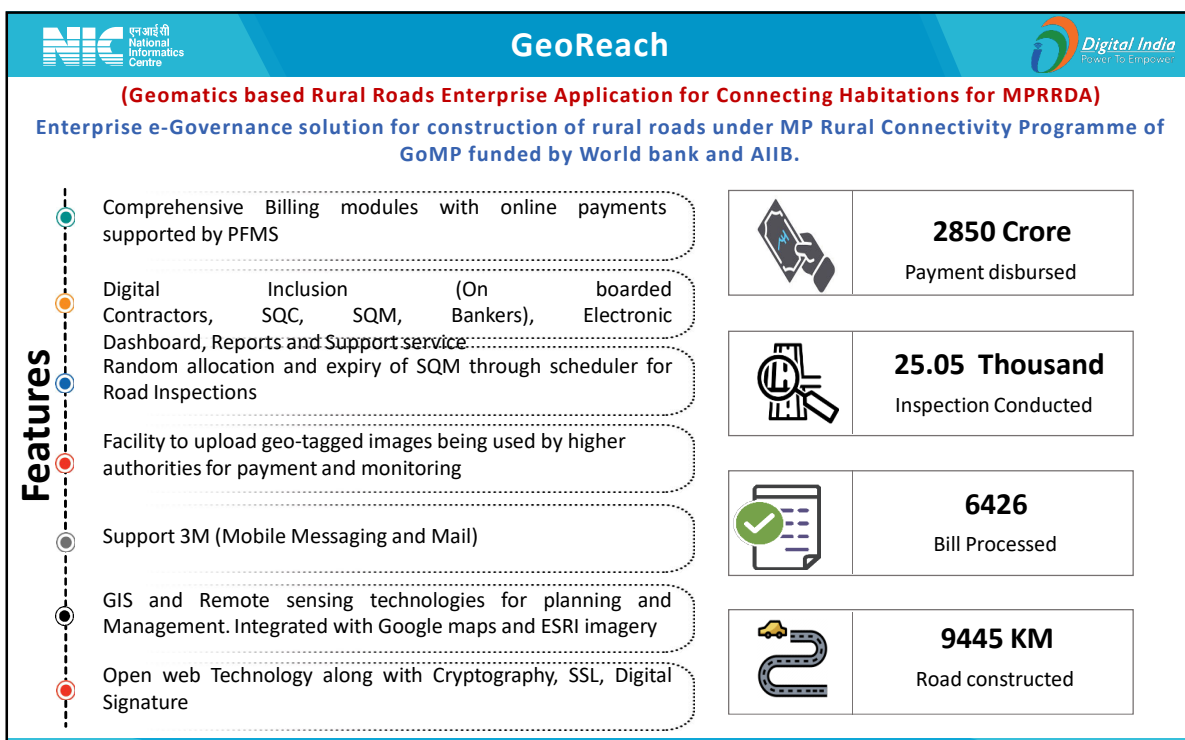 NIC
एनआईसी
National
Informatics
Centre
GeoReach
Digital India
Power To Empower
(Geomatics based Rural Roads Enterprise Application for Connecting Habitations for MPRRDA)
Enterprise e-Governance solution for construction of rural roads under MP Rural Connectivity Programme of
GoMP funded by World bank and AIIB.
Features
Comprehensive Billing modules with online payments
supported by PFMS
Digital Inclusion (On boarded
Contractors, SQC, SQM, Bankers), Electronic
Dashboard, Reports and Support service
Random allocation and expiry of SQM through scheduler for
Road Inspections
Facility to upload geo-tagged images being used by higher
authorities for payment and monitoring
Support 3M (Mobile Messaging and Mail)
GIS and Remote sensing technologies for planning and
Management. Integrated with Google maps and ESRI imagery
Open web Technology along with Cryptography, SSL, Digital
Signature
2850 Crore
Payment disbursed
25.05 Thousand
Inspection Conducted
6426
Bill Processed
9445 KM
Road constructed